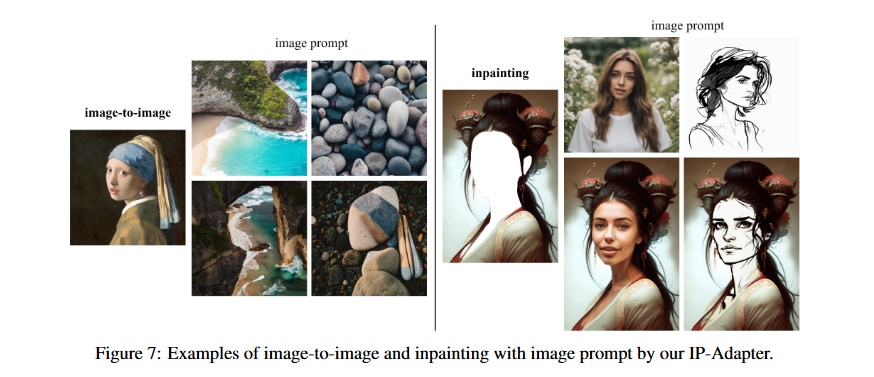 image prompt
image-to-image
image prompt
inpainting
Figure 7: Examples of image-to-image and inpainting with image prompt by our IP-Adapter.